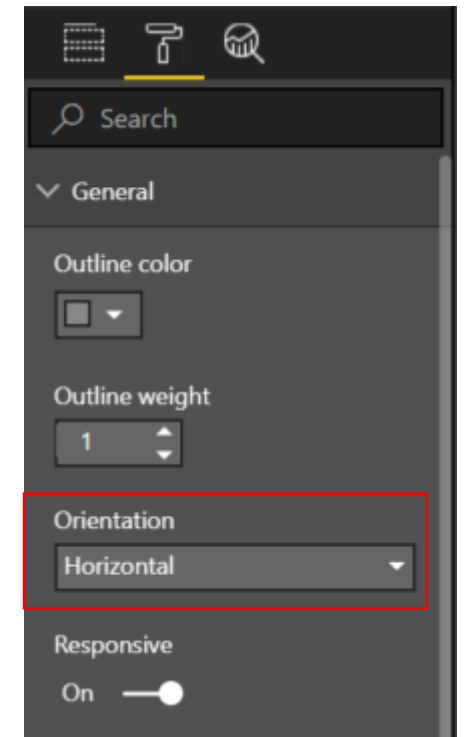 Search
General
Outline color
Outline weight
1
Orientation
Horizontal
Responsive
On